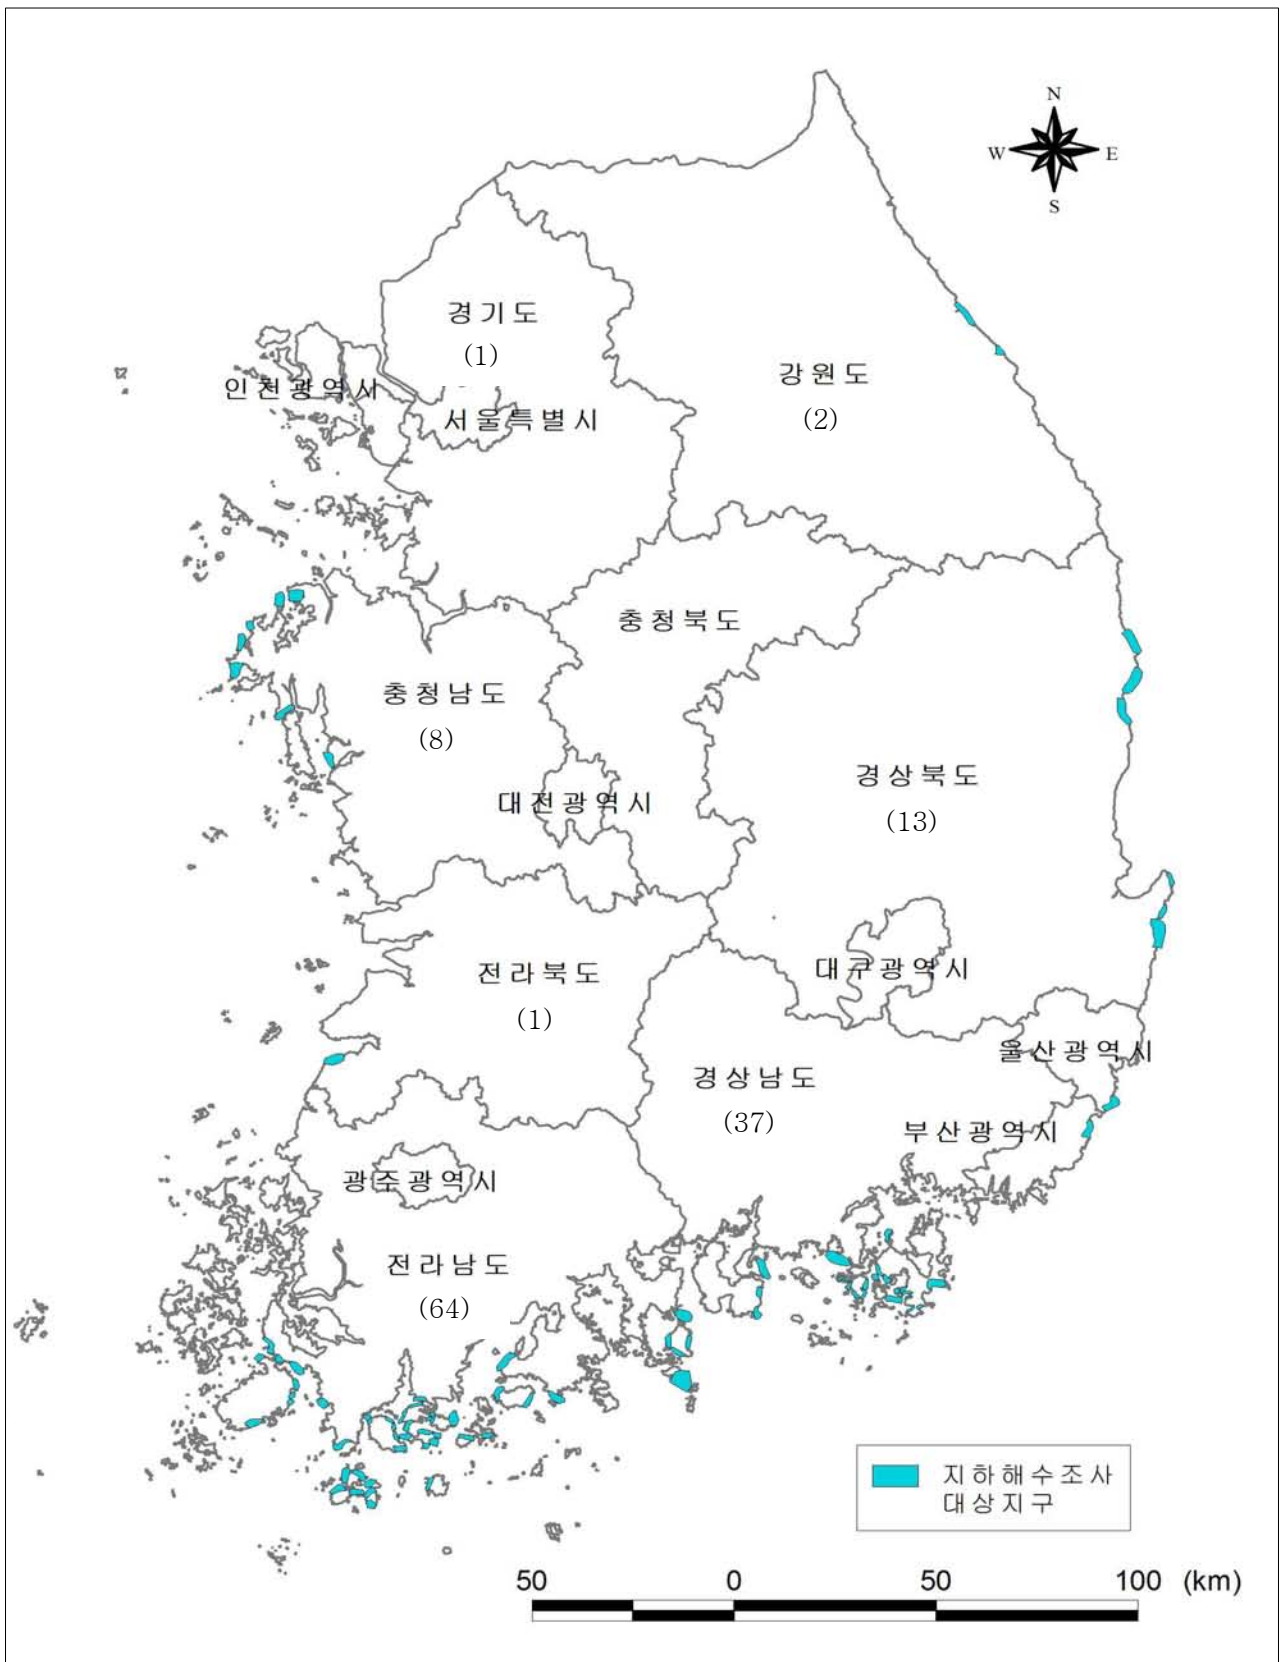 N
W E
S
경기도
(1)
강원도
(2)
인천광역시
서울특별시
충청북도
충청남도
(8)
경상북도
(13)
대전광역시
전라북도
(1)
대구광역시
울산광역시
경상남도
(37)
부산광역시
광주광역시
전라남도
(64)
지하해수조사
대상지구
50 0 50 100 (km)